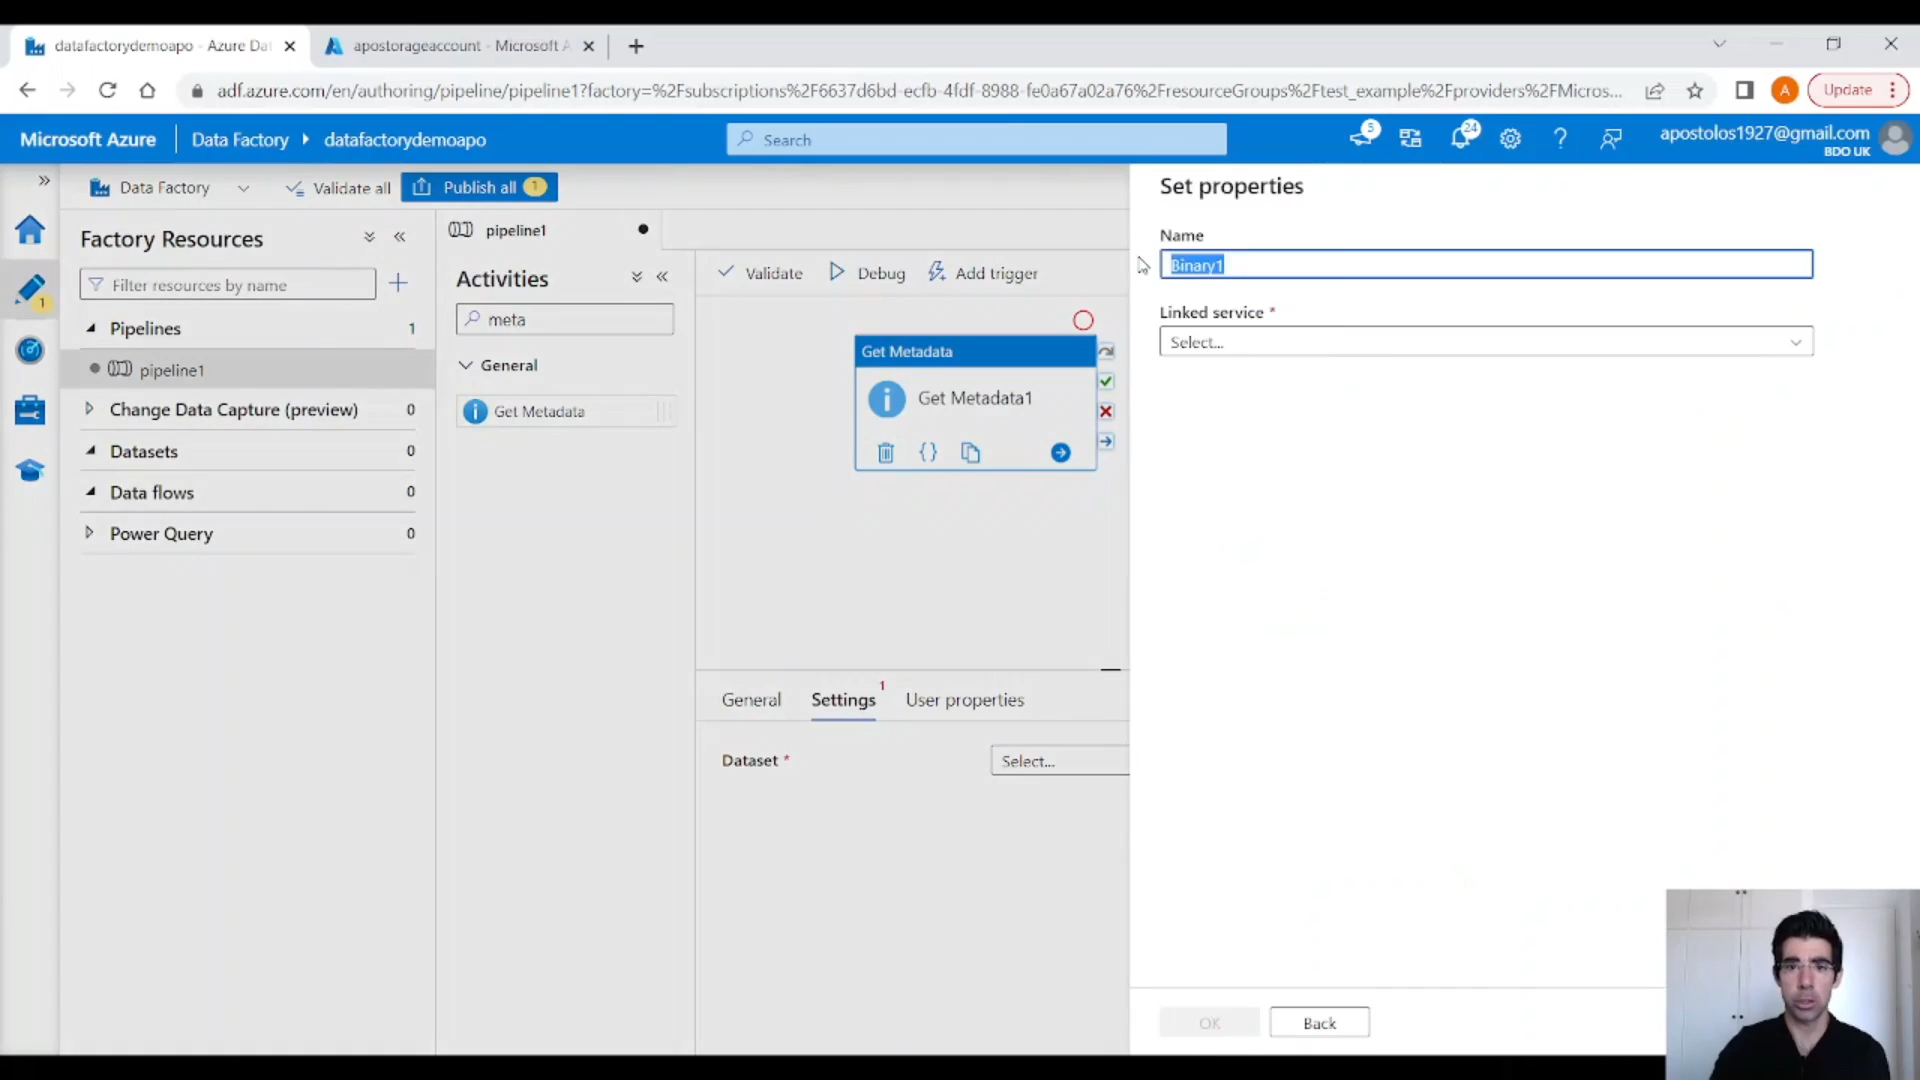 datafactorydemoapo - Azure Dat
apostorageaccount - Microsoft A
adf.azure.com/en/authoring/pipeline/pipeline1?factory=%2Fsubscriptions%2F6637d6bd-ecfb-4fdf-8988-fe0a67a02a76%2FresourceGroups%2Ftest_example%2Fproviders%2FMicros...
A
Update
Microsoft Azure
Data Factory
datafactorydemoapo
Search
5
24
?
apostolos1927@gmail.com
BDO UK
Data Factory
Validate all
Publish all
1
Set properties
Name
Binary1
Linked service *
Select...
OK
Back
1
Factory Resources
Filter resources by name
Pipelines
1
pipeline1
Change Data Capture (preview)
0
Datasets
0
Data flows
0
Power Query
0
pipeline1
Activities
meta
General
Get Metadata
Validate
Debug
Add trigger
Get Metadata
Get Metadata1
{}
General
Settings
1
User properties
Dataset *
Select...